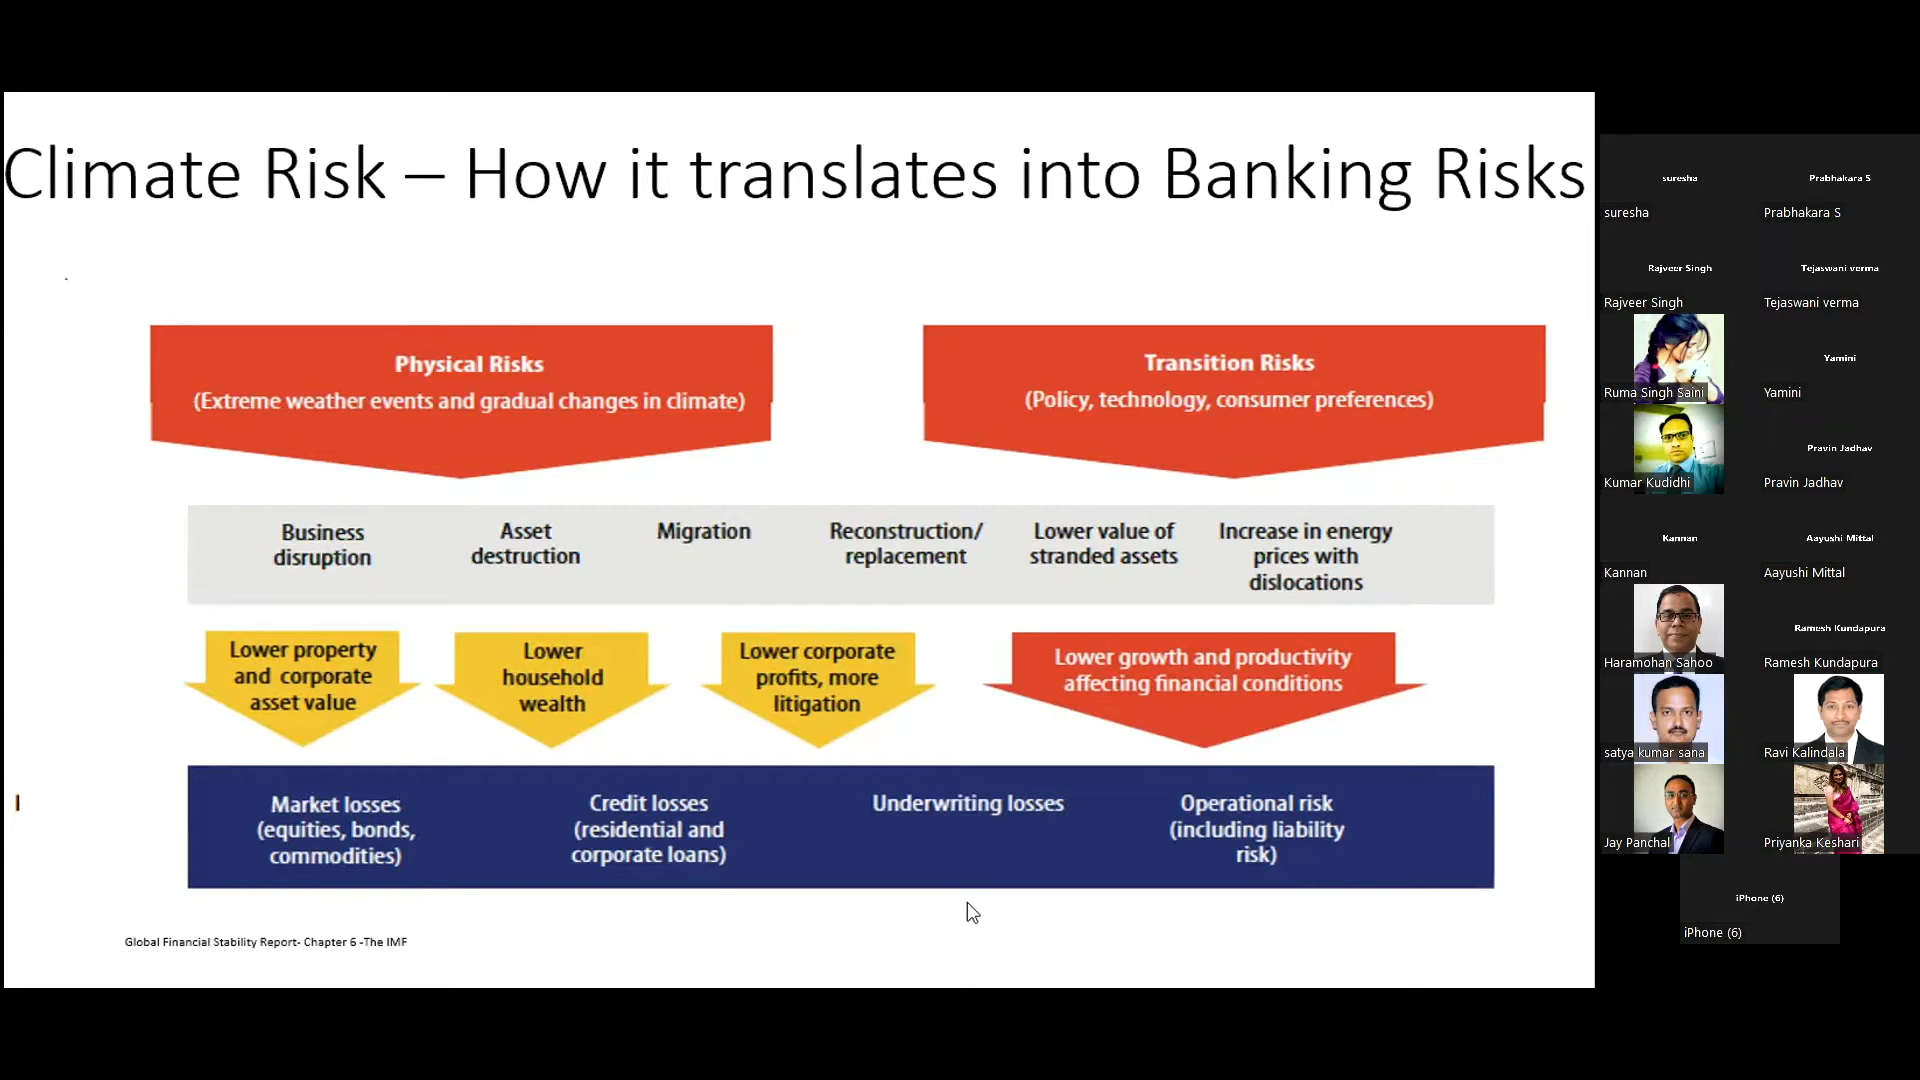 Climate Risk – How it translates into Banking Risks
Physical Risks
(Extreme weather events and gradual changes in climate)
Transition Risks
(Policy, technology, consumer preferences)
Business
disruption
Asset
destruction
Migration
Reconstruction/
replacement
Lower value of
stranded assets
Increase in energy
prices with
dislocations
Lower property
and corporate
asset value
Lower
household
wealth
Lower corporate
profits, more
litigation
Lower growth and productivity
affecting financial conditions
Market losses
(equities, bonds,
commodities)
Credit losses
(residential and
corporate loans)
Underwriting losses
Operational risk
(including liability
risk)
Global Financial Stability Report- Chapter 6 -The IMF
suresha
suresha
Prabhakara S
Prabhakara S
Rajveer Singh
Rajveer Singh
Tejaswani verma
Tejaswani verma
Ruma Singh Saini
Yamini
Yamini
Kumar Kudidhi
Pravin Jadhav
Pravin Jadhav
Kannan
Kannan
Aayushi Mittal
Aayushi Mittal
Haramohan Sahoo
Ramesh Kundapura
Ramesh Kundapura
satya kumar sana
Ravi Kalindala
Jay Panchal
Priyanka Keshari
iPhone (6)
iPhone (6)